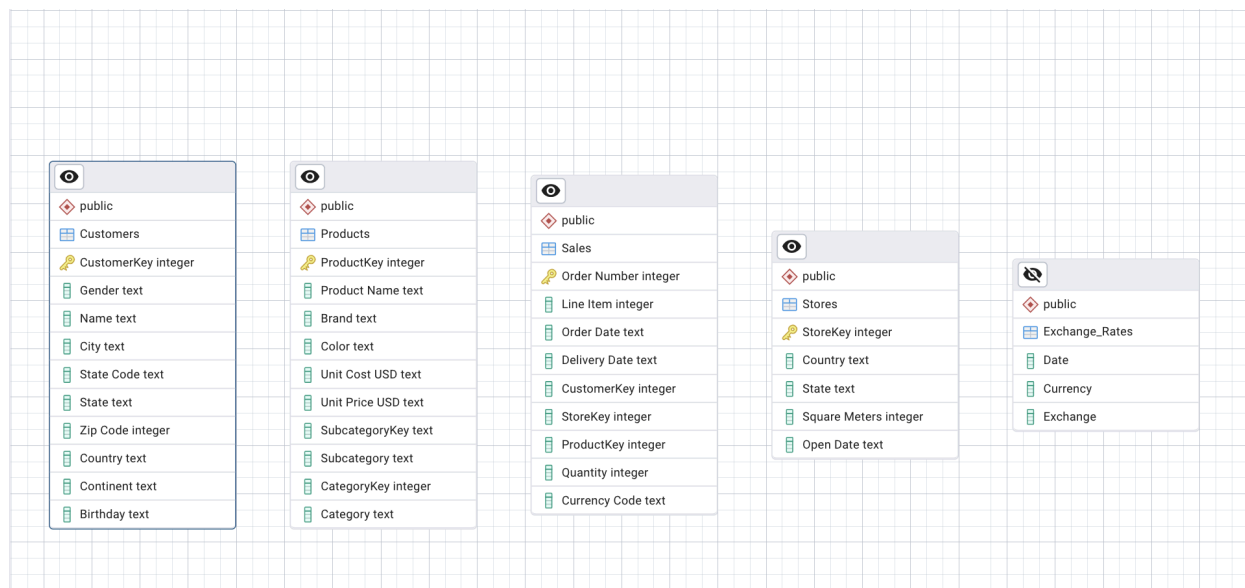 public
Customers
CustomerKey integer
Gender text
Name text
City text
State Code text
State text
Zip Code integer
Country text
Continent text
Birthday text
public
Products
ProductKey integer
Product Name text
Brand text
Color text
Unit Cost USD text
Unit Price USD text
SubcategoryKey text
Subcategory text
CategoryKey integer
Category text
public
Sales
Order Number integer
Line Item integer
Order Date text
Delivery Date text
CustomerKey integer
StoreKey integer
ProductKey integer
Quantity integer
Currency Code text
public
Stores
StoreKey integer
Country text
State text
Square Meters integer
Open Date text
public
Exchange_Rates
Date
Currency
Exchange